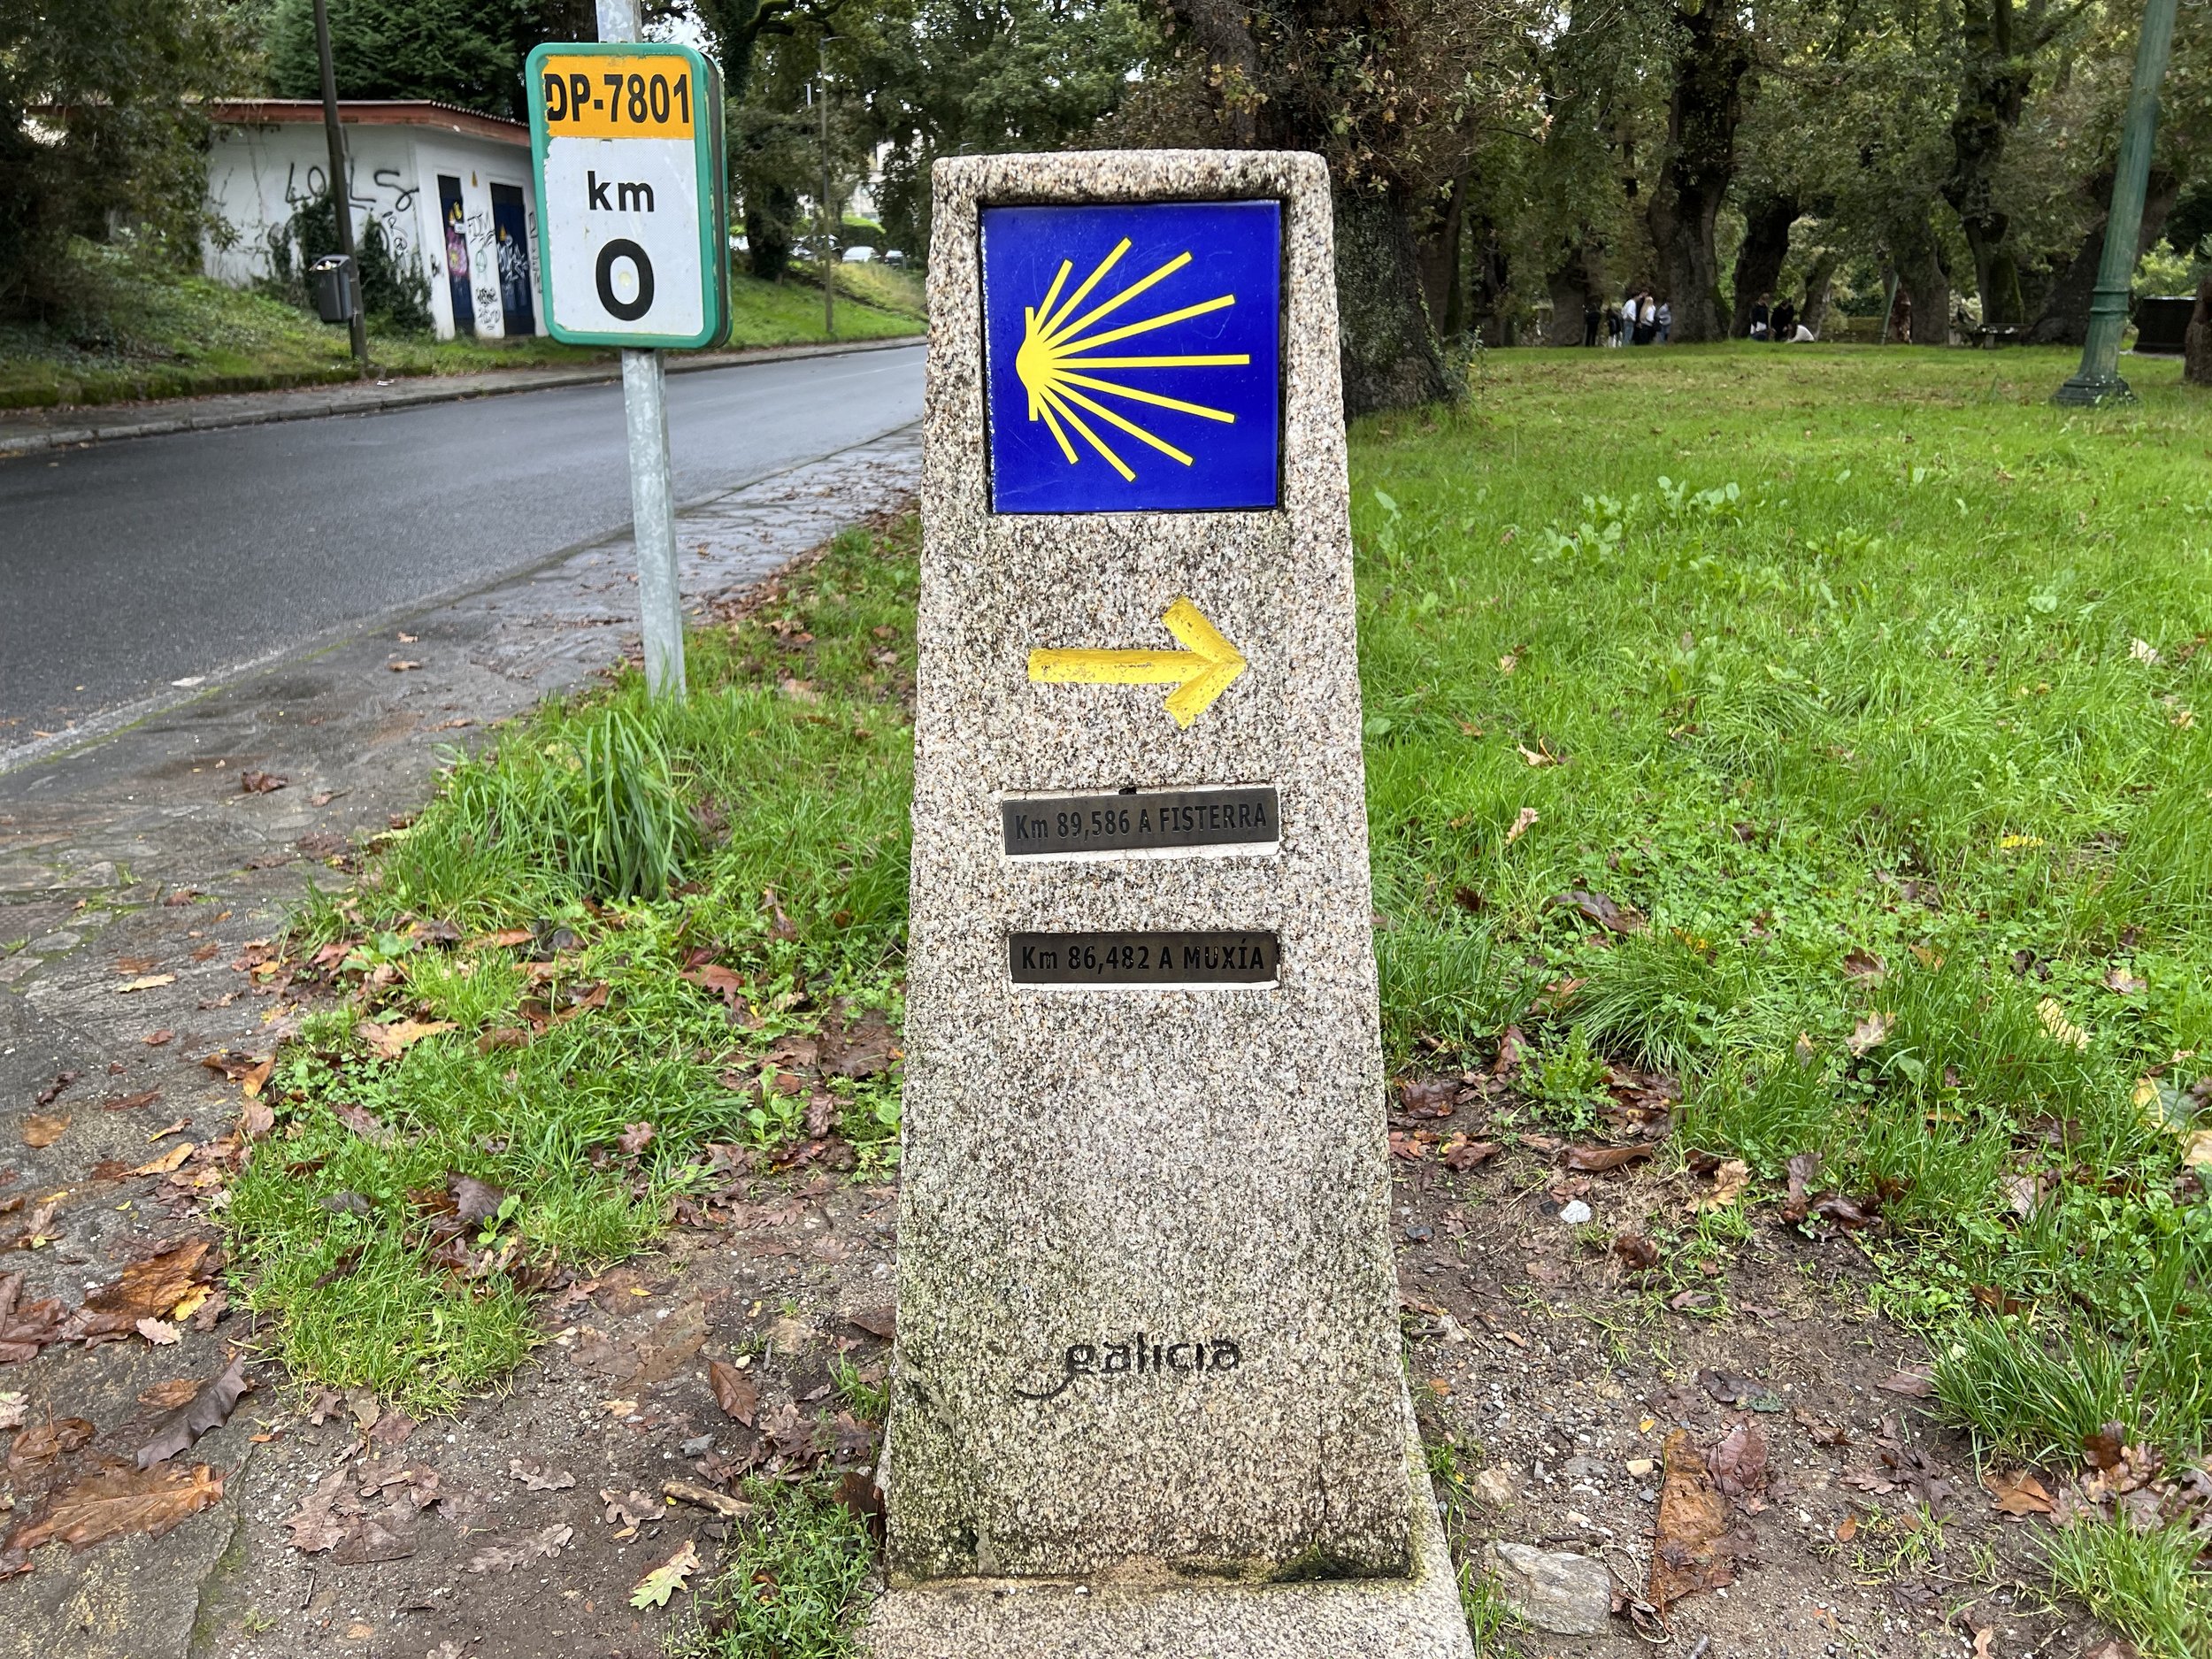 DP-7801
km
0
Km 89,586 A FISTERRA
Km 86,482 A MUXÍA
galicia